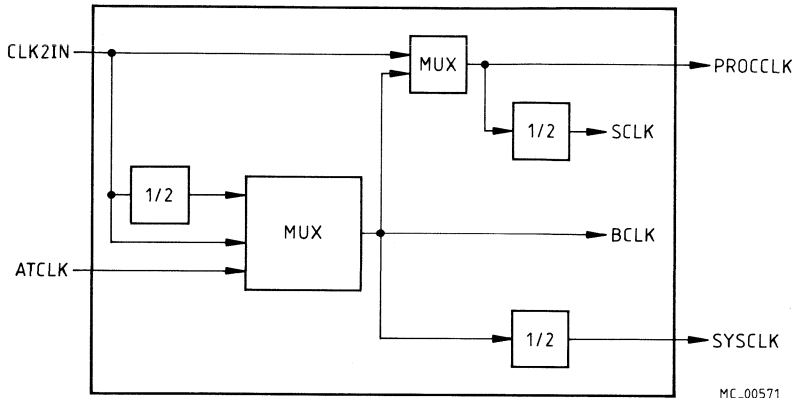 CLK2IN
MUX
PROCCLK
1/2
SCLK
1/2
MUX
BCLK
ATCLK
1/2
SYSCLK
MC_00571